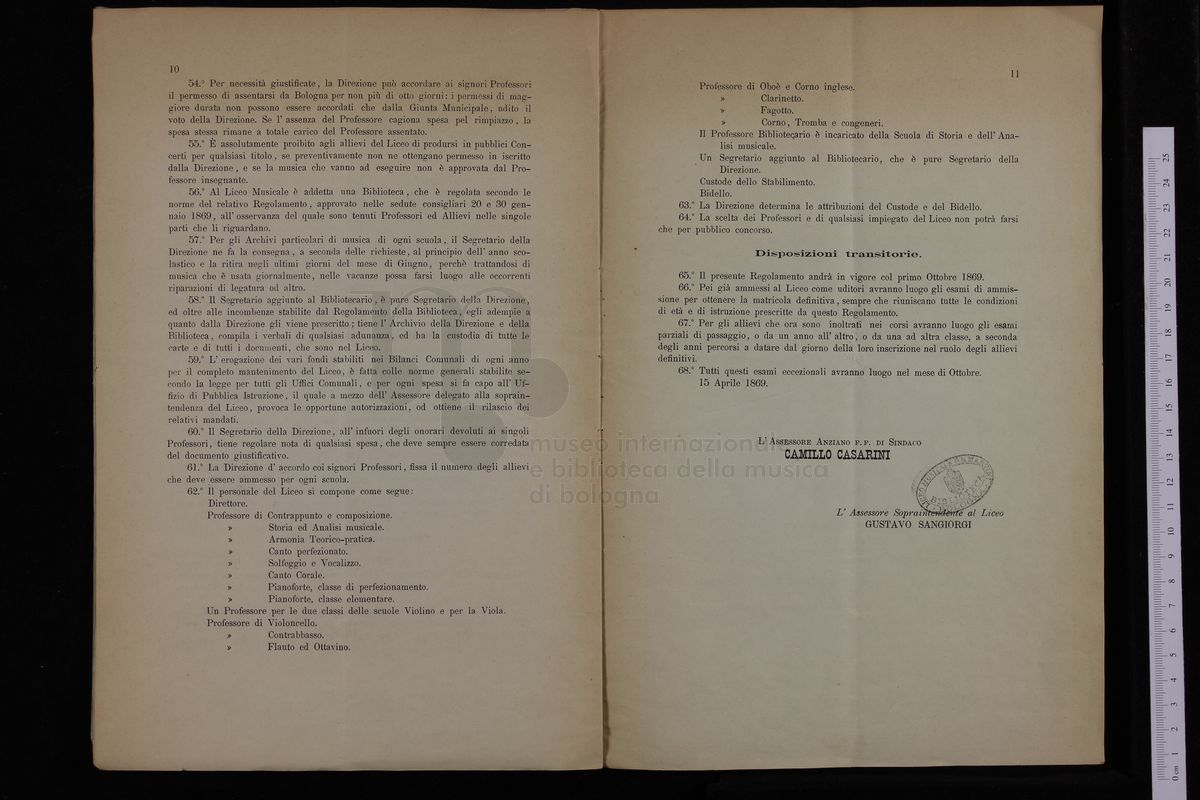 10
54.° Per necessità giustificate, la Direzione può accordare ai signori Professori
il permesso di assentarsi da Bologna per non più di otto giorni: i permessi di mag-
giore durata non possono essere accordati che dalla Giunta Municipale, udito il
voto della Direzione. Se l' assenza del Professore cagiona spesa pel rimpiazzo, la
spesa stessa rimane a totale carico del Professore assentato.
55.° È assolutamente proibito agli allievi del Liceo di prodursi in pubblici Con-
certi per qualsiasi titolo, se preventivamente non ne ottengano permesso in iscritto
dalla Direzione, e se la musica che vanno ad eseguire non è approvata dal Pro-
fessore insegnante.
56.° Al Liceo Musicale è addetta una Biblioteca, che è regolata secondo le
norme del relativo Regolamento, approvato nelle sedute consigliari 20 e 30 gen-
naio 1869, all' osservanza del quale sono tenuti Professori ed Allievi nelle singole
parti che li riguardano.
57.° Per gli Archivi particolari di musica di ogni scuola, il Segretario della
Direzione ne fa la consegna, a seconda delle richieste, al principio dell' anno sco-
lastico e la ritira negli ultimi giorni del mese di Giugno, perchè trattandosi di
musica che è usata giornalmente, nelle vacanze possa farsi luogo alle occorrenti
riparazioni di legatura od altro.
58.° Il Segretario aggiunto al Bibliotecario, è pure Segretario della Direzione,
ed oltre alle incombenze stabilite dal Regolamento della Biblioteca, egli adempie a
quanto dalla Direzione gli viene prescritto; tiene l' Archivio della Direzione e della
Biblioteca, compila i verbali di qualsiasi adunanza, ed ha la custodia di tutte le
carte e di tutti i documenti, che sono nel Liceo.
59.° L' erogazione dei vari fondi stabiliti nei Bilanci Comunali di ogni anno
per il completo mantenimento del Liceo, è fatta colle norme generali stabilite se-
condo la legge per tutti gli Uffici Comunali, e per ogni spesa si fa capo all' Uf-
fizio di Pubblica Istruzione, il quale a mezzo dell' Assessore delegato alla soprain-
tendenza del Liceo, provoca le opportune autorizzazioni, od ottiene il rilascio dei
relativi mandati.
60.° Il Segretario della Direzione, all' infuori degli onorari devoluti ai singoli
Professori, tiene regolare nota di qualsiasi spesa, che deve sempre essere corredata
del documento giustificativo.
61.° La Direzione d' accordo coi signori Professori, fissa il numero degli allievi
che deve essere ammesso per ogni scuola.
62.° Il personale del Liceo si compone come segue:
Direttore.
Professore di Contrappunto e composizione.
» Storia ed Analisi musicale.
» Armonia Teorico-pratica.
» Canto perfezionato.
» Solfeggio e Vocalizzo.
» Canto Corale.
» Pianoforte, classe di perfezionamento.
» Pianoforte, classe elementare.
Un Professore per le due classi delle scuole Violino e per la Viola.
Professore di Violoncello.
» Contrabbasso.
» Flauto ed Ottavino.
11
Professore di Oboè e Corno inglese.
» Clarinetto.
» Fagotto.
» Corno, Tromba e congeneri.
Il Professore Bibliotecario è incaricato della Scuola di Storia e dell' Ana-
lisi musicale.
Un Segretario aggiunto al Bibliotecario, che è pure Segretario della
Direzione.
Custode dello Stabilimento.
Bidello.
63.° La Direzione determina le attribuzioni del Custode e del Bidello.
64.° La scelta dei Professori e di qualsiasi impiegato del Liceo non potrà farsi
che per pubblico concorso.
Disposizioni transitorie.
65.° Il presente Regolamento andrà in vigore col primo Ottobre 1869.
66.° Pei già ammessi al Liceo come uditori avranno luogo gli esami di ammis-
sione per ottenere la matricola definitiva, sempre che riuniscano tutte le condizioni
di età e di istruzione prescritte da questo Regolamento.
67.° Per gli allievi che ora sono inoltrati nei corsi avranno luogo gli esami
parziali di passaggio, o da un anno all' altro, o da una ad altra classe, a seconda
degli anni percorsi a datare dal giorno della loro inscrizione nel ruolo degli allievi
definitivi.
68.° Tutti questi esami eccezionali avranno luogo nel mese di Ottobre.
15 Aprile 1869.
L' Assessore Anziano F.F. di Sindaco
CAMILLO CASARINI
L' Assessore Sopraintendente al Liceo
GUSTAVO SANGIORGI
museo internazionale
e biblioteca della musica
di bologna
0 cm 1 2 3 4 5 6 7 8 9 10 11 12 13 14 15 16 17 18 19 20 21 22 23 24 25